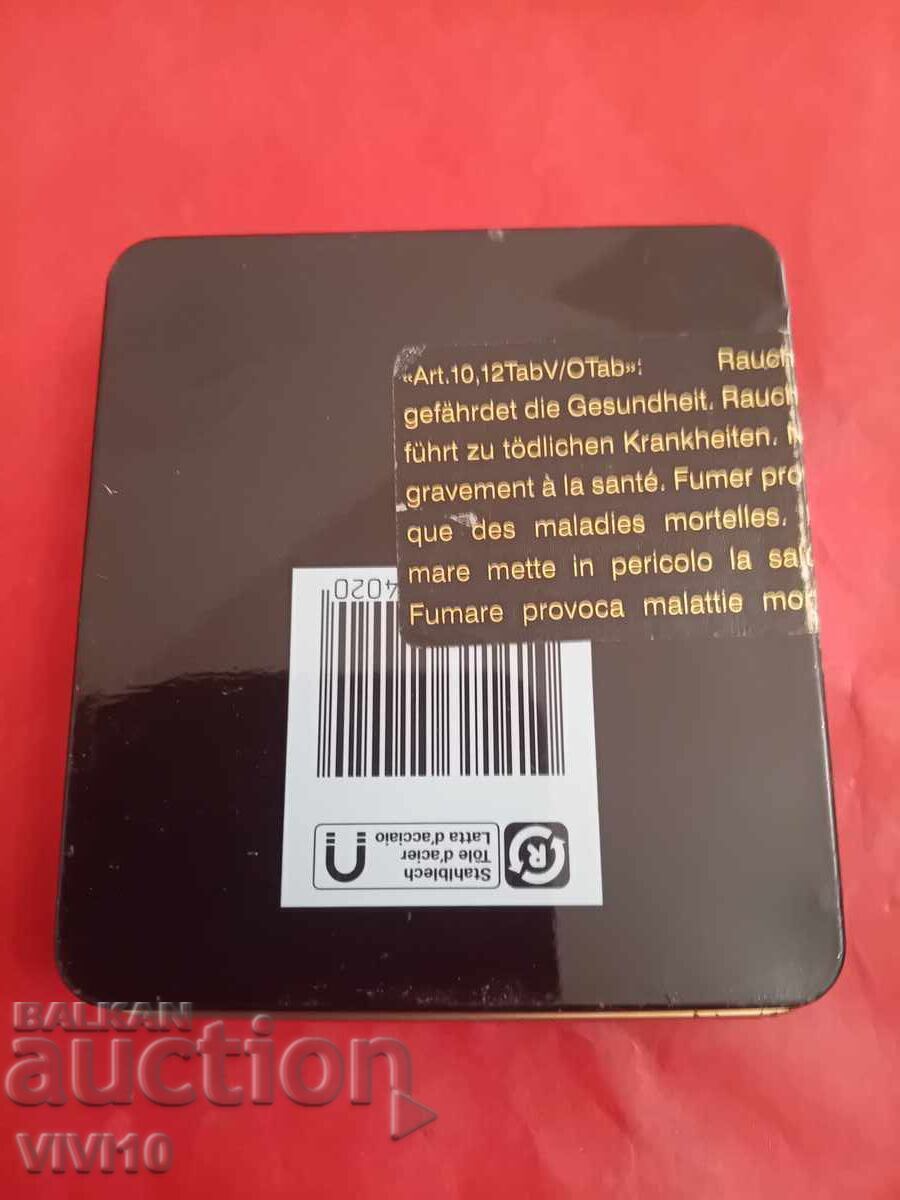 «Art.10,12TabV/OTab»: Rauch
gefährdet die Gesundheit. Rauch
führt zu tödlichen Krankheiten.
gravement à la santé. Fumer pro
que des maladies mortelles.
mare mette in pericolo la salu
Fumare provoca malattie mor
4020
Stahlblech
Tôle d'acier
Latta d'acciaio
R
BALKAN
auction
VIVI10